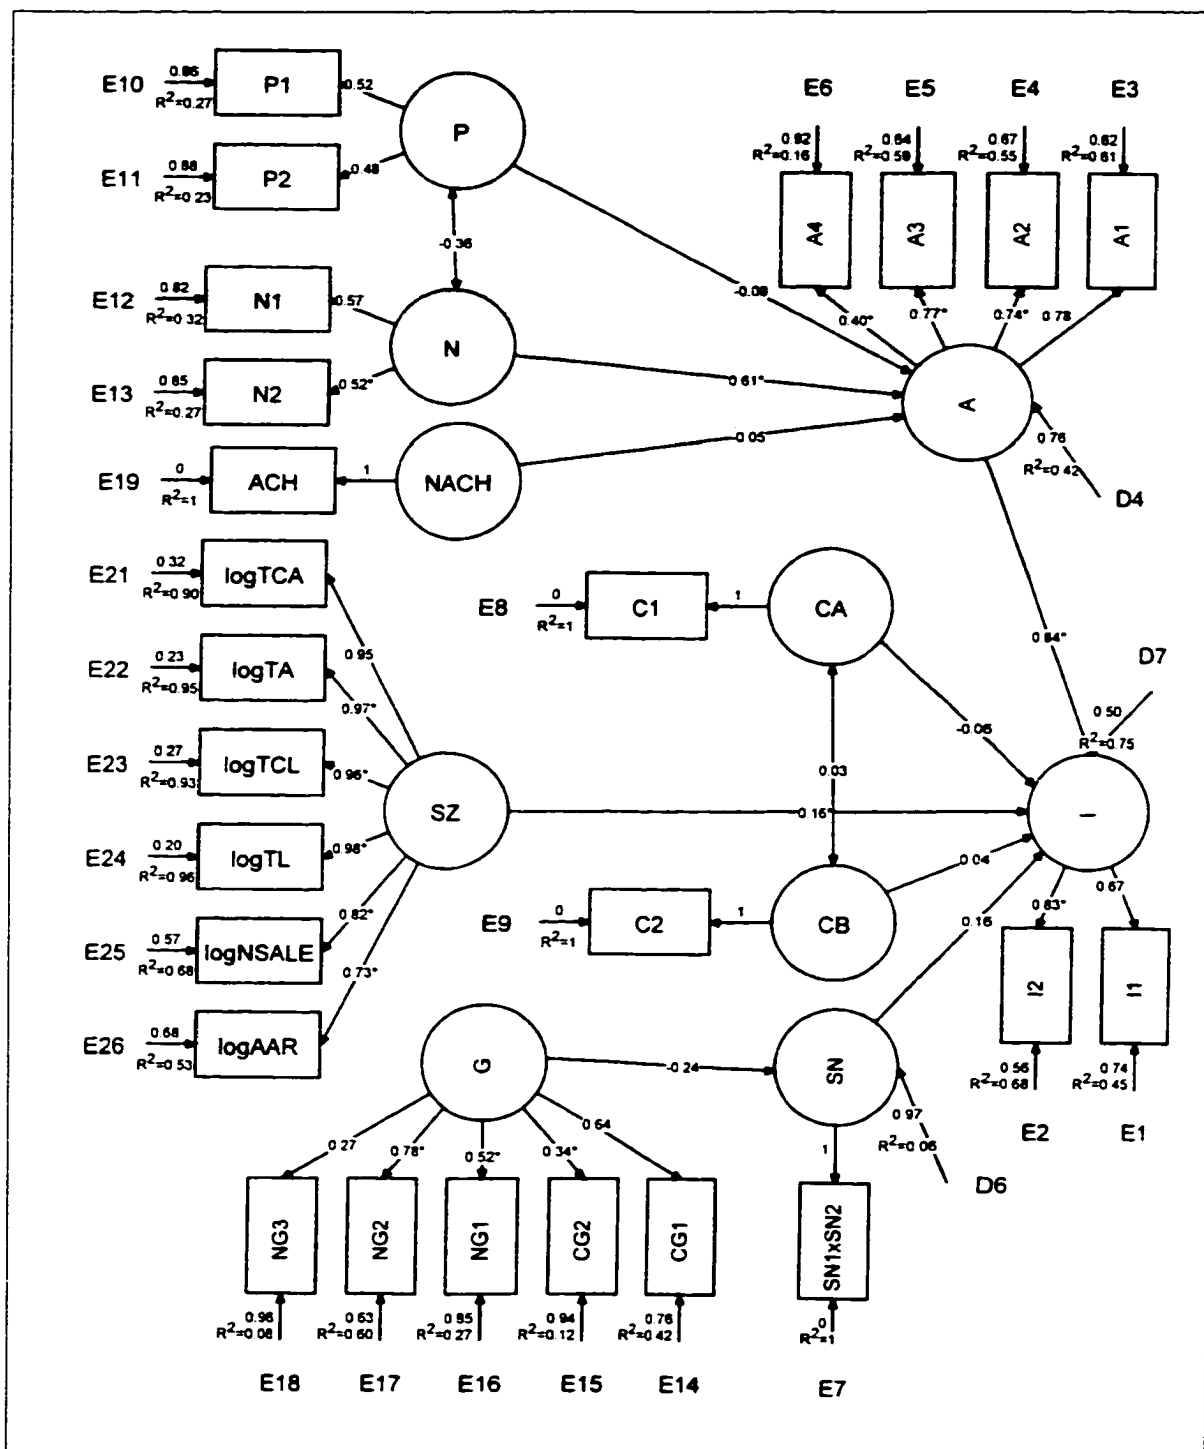 E10 0.86 R²=0.27 P1 0.52
P
E11 0.88 R²=0.23 P2 0.48
-0.36
E12 0.82 R²=0.32 N1 0.57
N
E13 0.85 R²=0.27 N2 0.52*
E19 0 R²=1 ACH 1 NACH
E6 E5 E4 E3
0.92 0.64 0.67 0.62
R²=0.16 R²=0.59 R²=0.55 R²=0.61
A4 A3 A2 A1
0.40* 0.77* 0.74* 0.78
-0.08
0.61*
0.05
A
0.76
R²=0.42
D4
E21 0.32 R²=0.90 logTCA 0.95
E22 0.23 R²=0.95 logTA 0.97*
E23 0.27 R²=0.93 logTCL 0.96*
SZ
E24 0.20 R²=0.96 logTL 0.98*
E25 0.57 R²=0.68 logNSALE 0.82*
E26 0.68 R²=0.53 logAAR 0.73*
E8 0 R²=1 C1 1 CA
0.84*
D7
0.50
R²=0.75
-0.06
0.03
0.16*
I
0.04
E9 0 R²=1 C2 1 CB
0.16
0.83* 0.67
I2 I1
0.56 0.74
R²=0.68 R²=0.45
E2 E1
G
-0.24
SN
0.97
R²=0.06
D6
1
SN1xSN2
0
R²=1
E7
0.27 0.78* 0.52* 0.34* 0.64
NG3 NG2 NG1 CG2 CG1
0.96 0.63 0.85 0.94 0.76
R²=0.08 R²=0.60 R²=0.27 R²=0.12 R²=0.42
E18 E17 E16 E15 E14